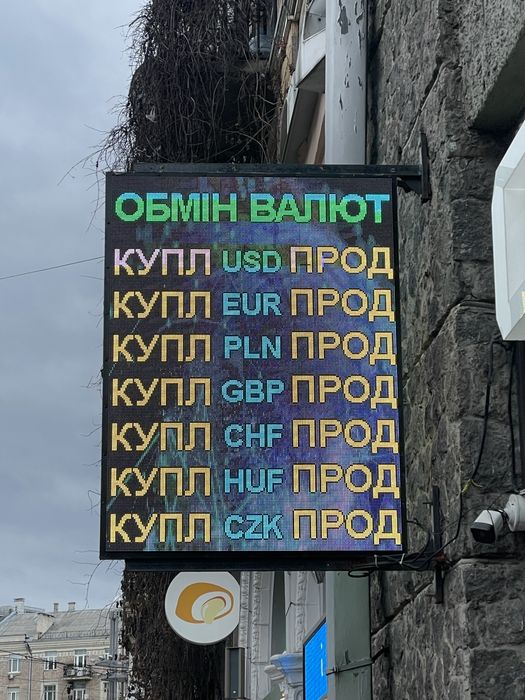 ОБМІН ВАЛЮТ
КУПЛ USD ПРОД
КУПЛ EUR ПРОД
КУПЛ PLN ПРОД
КУПЛ GBP ПРОД
КУПЛ CHF ПРОД
КУПЛ HUF ПРОД
КУПЛ CZK ПРОД